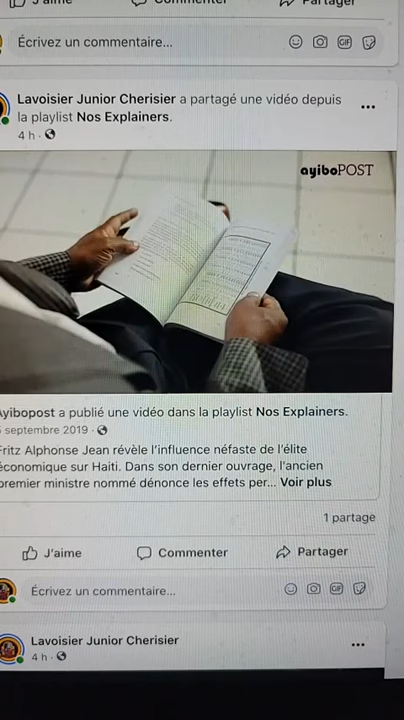 J'aime Commenter Partager
Écrivez un commentaire... GIF
Lavoisier Junior Cherisier a partagé une vidéo depuis
la playlist Nos Explainers.
4 h ·
ayiboPOST
Ayibopost a publié une vidéo dans la playlist Nos Explainers.
septembre 2019 ·
Fritz Alphonse Jean révèle l'influence néfaste de l'élite
économique sur Haiti. Dans son dernier ouvrage, l'ancien
premier ministre nommé dénonce les effets per... Voir plus
1 partage
J'aime Commenter Partager
Écrivez un commentaire... GIF
Lavoisier Junior Cherisier
4 h ·